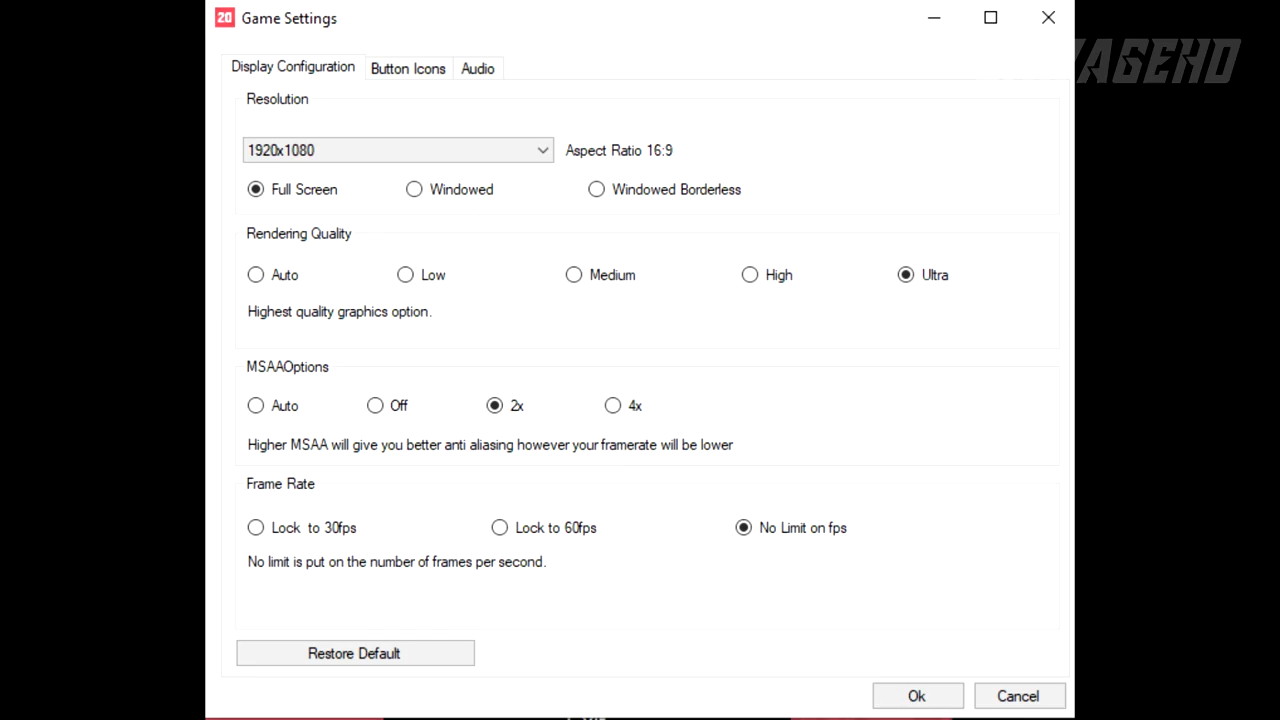 20 Game Settings
Display Configuration Button Icons Audio
AGEHD
Resolution
1920x1080 Aspect Ratio 16:9
Full Screen Windowed Windowed Borderless
Rendering Quality
Auto Low Medium High Ultra
Highest quality graphics option.
MSAAOptions
Auto Off 2x 4x
Higher MSAA will give you better anti aliasing however your framerate will be lower
Frame Rate
Lock to 30fps Lock to 60fps No Limit on fps
No limit is put on the number of frames per second.
Restore Default
Ok Cancel